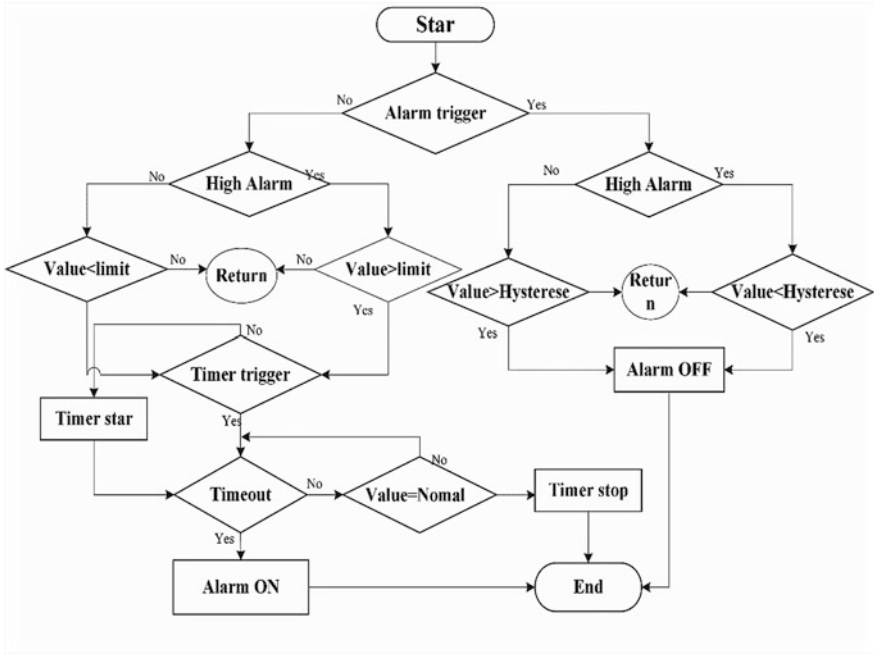 Star
No
Alarm trigger
Yes
No
High Alarm
Yes
No
High Alarm
Yes
Value<limit
No
Return
No
Value>limit
Value>Hysterese
Retur
n
Value<Hysterese
Yes
Yes
Yes
No
Timer trigger
Alarm OFF
Timer star
Yes
No
Timeout
No
Value=Nomal
Timer stop
Yes
Alarm ON
End